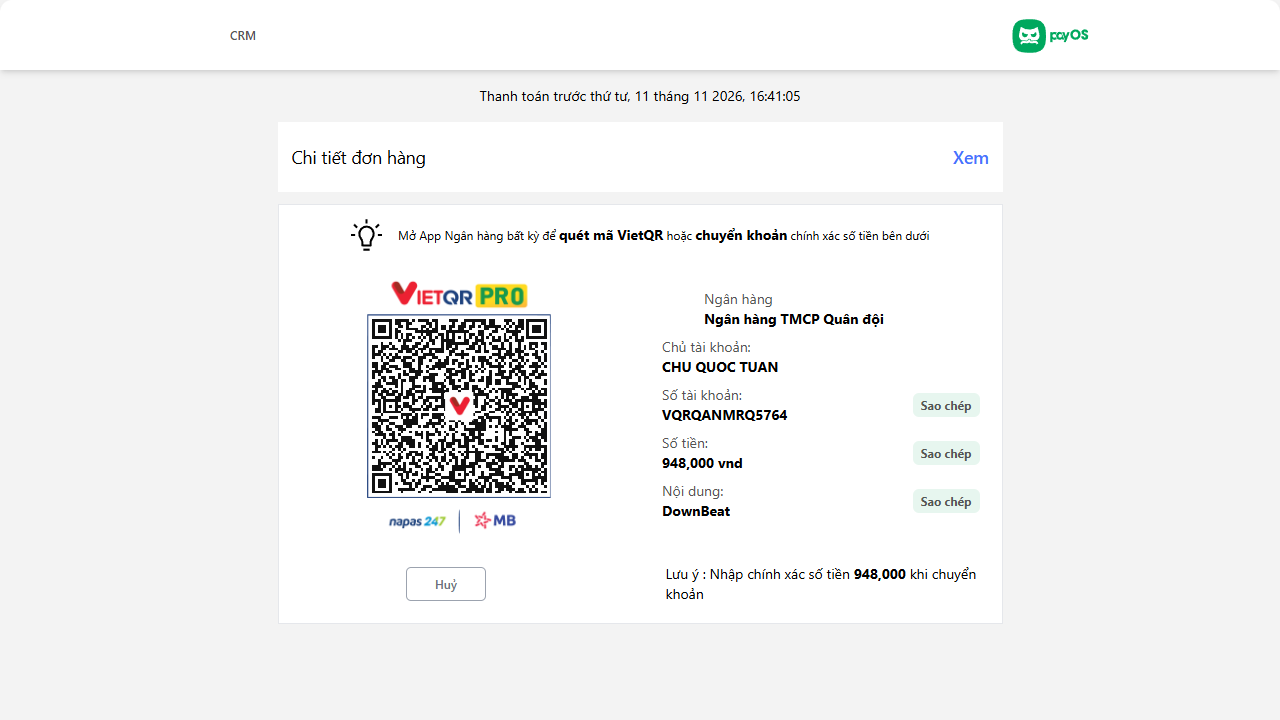 CRM
payOS
Thanh toán trước thứ tư, 11 tháng 11 2026, 16:41:05
Chi tiết đơn hàng
Xem
Mở App Ngân hàng bất kỳ để quét mã VietQR hoặc chuyển khoản chính xác số tiền bên dưới
VIETQR PRO
napas 247
MB
Ngân hàng
Ngân hàng TMCP Quân đội
Chủ tài khoản:
CHU QUOC TUAN
Số tài khoản:
VQRQANMRQ5764
Sao chép
Số tiền:
948,000 vnd
Sao chép
Nội dung:
DownBeat
Sao chép
Huỷ
Lưu ý : Nhập chính xác số tiền 948,000 khi chuyển
khoản